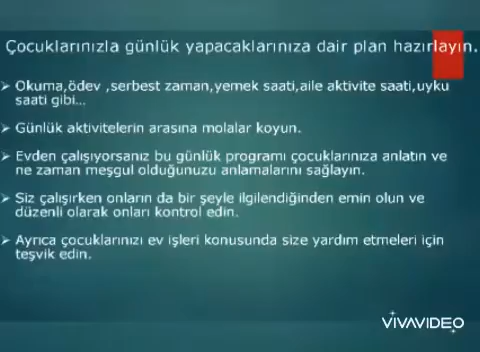 Çocuklarınızla günlük yapacaklarınıza dair plan hazırlayın.
➤ Okuma,ödev ,serbest zaman,yemek saati,aile aktivite saati,uyku
saati gibi...
➤ Günlük aktivitelerin arasına molalar koyun.
➤ Evden çalışıyorsanız bu günlük programı çocuklarınıza anlatın ve
ne zaman meşgul olduğunuzu anlamalarını sağlayın.
➤ Siz çalışırken onların da bir şeyle ilgilendiğinden emin olun ve
düzenli olarak onları kontrol edin.
➤ Ayrıca çocuklarınızı ev işleri konusunda size yardım etmeleri için
teşvik edin.
VIVAVIDEO